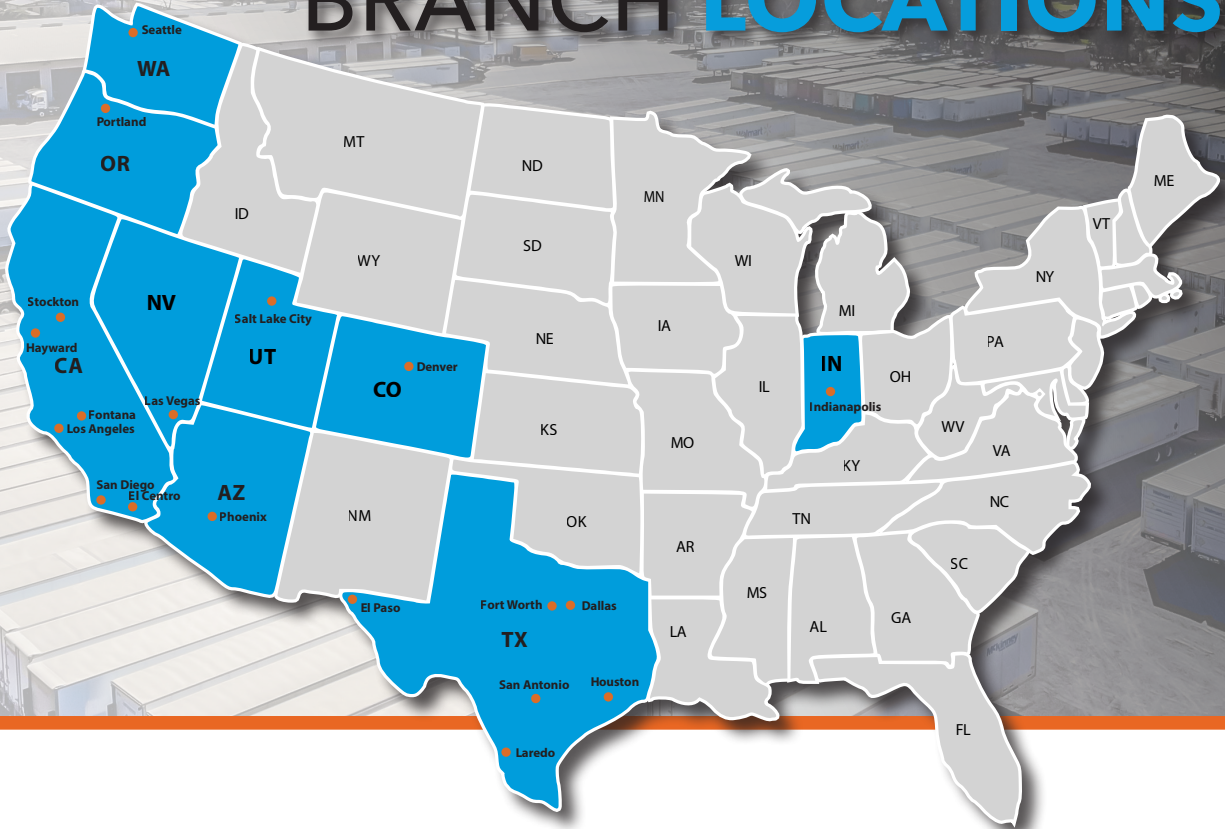 BRANCH LOCATIONS
Seattle
WA
Portland
OR
MT
ND
MN
ME
ID
SD
WI
VT
WY
NY
MI
NV
Stockton
Salt Lake City
Hayward
UT
NE
IA
PA
CA
CO
Denver
IL
IN
OH
Indianapolis
Las Vegas
Fontana
Los Angeles
KS
MO
WV
VA
KY
San Diego
El Centro
AZ
Phoenix
NM
OK
TN
NC
AR
SC
MS
AL
GA
El Paso
Fort Worth
Dallas
TX
LA
San Antonio
Houston
Laredo
FL
Walmart